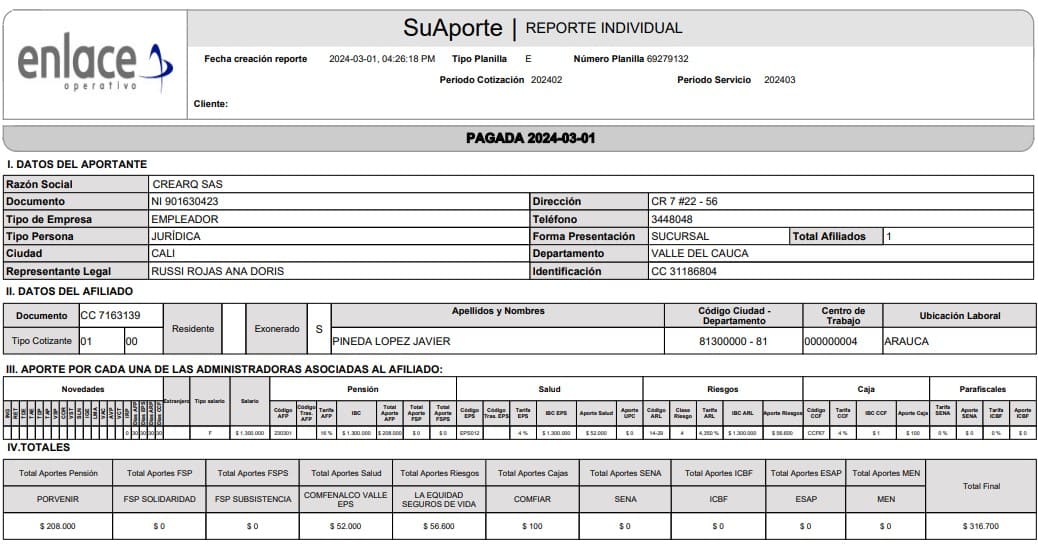 enlace
operativo
SuAporte | REPORTE INDIVIDUAL
Fecha creación reporte 2024-03-01, 04:26:18 PM Tipo Planilla E Número Planilla 69279132
Periodo Cotización 202402 Periodo Servicio 202403
Cliente:
PAGADA 2024-03-01
I. DATOS DEL APORTANTE
Razón Social CREARQ SAS
Documento NI 901630423 Dirección CR 7 #22 - 56
Tipo de Empresa EMPLEADOR Teléfono 3448048
Tipo Persona JURÍDICA Forma Presentación SUCURSAL Total Afiliados 1
Ciudad CALI Departamento VALLE DEL CAUCA
Representante Legal RUSSI ROJAS ANA DORIS Identificación CC 31186804
II. DATOS DEL AFILIADO
Documento CC 7163139 Residente Exonerado S Apellidos y Nombres Código Ciudad - Departamento Centro de Trabajo Ubicación Laboral
Tipo Cotizante 01 00 PINEDA LOPEZ JAVIER 81300000 - 81 000000004 ARAUCA
III. APORTE POR CADA UNA DE LAS ADMINISTRADORAS ASOCIADAS AL AFILIADO:
Novedades Extranjero Tipo salario Salario Pensión Salud Riesgos Caja Parafiscales
Código AFP Código Tras. AFP Tarifa AFP IBC Total Aporte AFP Total Aporte FSP Total Aporte FSPS Código EPS Código Tras. EPS Tarifa EPS IBC EPS Aporte Salud Aporte UPC Código ARL Clase Riesgo Tarifa ARL IBC ARL Aporte Riesgos Código CCF Tarifa CCF IBC CCF Aporte Caja Tarifa SENA Aporte SENA Tarifa ICBF Aporte ICBF
F $ 1.300.000 230301 16 % $ 1.300.000 $ 208.000 $ 0 $ 0 EPS012 4 % $ 1.300.000 $ 52.000 $ 0 14-29 4 4.350 % $ 1.300.000 $ 56.600 CCF67 4 % $ 1 $ 100 0 % $ 0 0 % $ 0
IV.TOTALES
Total Aportes Pensión Total Aportes FSP Total Aportes FSPS Total Aportes Salud Total Aportes Riesgos Total Aportes Cajas Total Aportes SENA Total Aportes ICBF Total Aportes ESAP Total Aportes MEN Total Final
PORVENIR FSP SOLIDARIDAD FSP SUBSISTENCIA COMFENALCO VALLE EPS LA EQUIDAD SEGUROS DE VIDA COMFIAR SENA ICBF ESAP MEN
$ 208.000 $ 0 $ 0 $ 52.000 $ 56.600 $ 100 $ 0 $ 0 $ 0 $ 0 $ 316.700